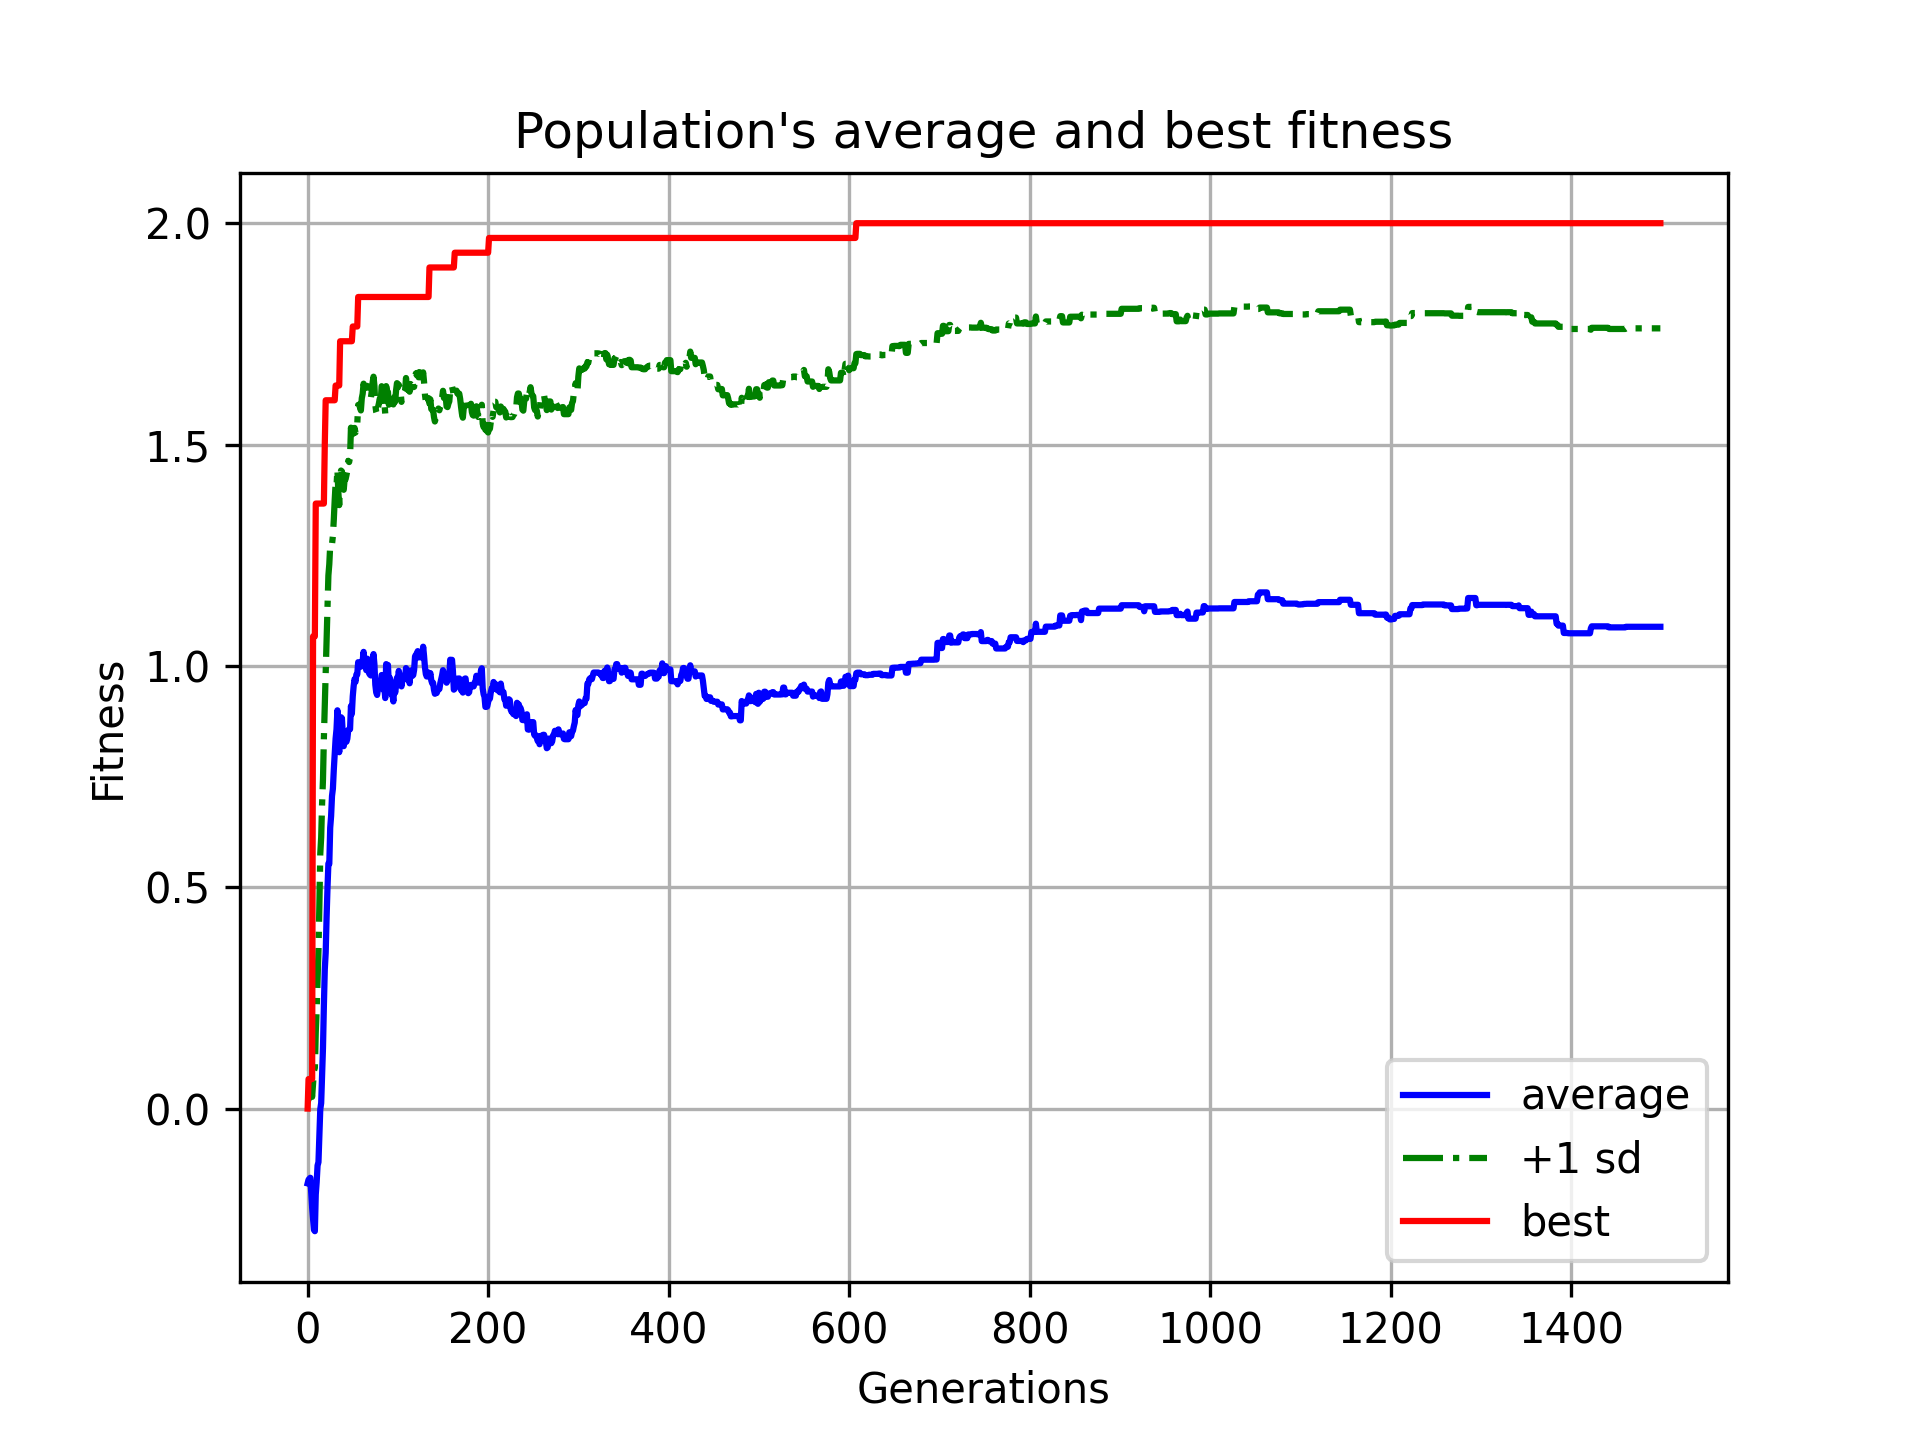 Population's average and best fitness
2.0
1.5
1.0
0.5
0.0
Fitness
0 200 400 600 800 1000 1200 1400
Generations
average
+1 sd
best